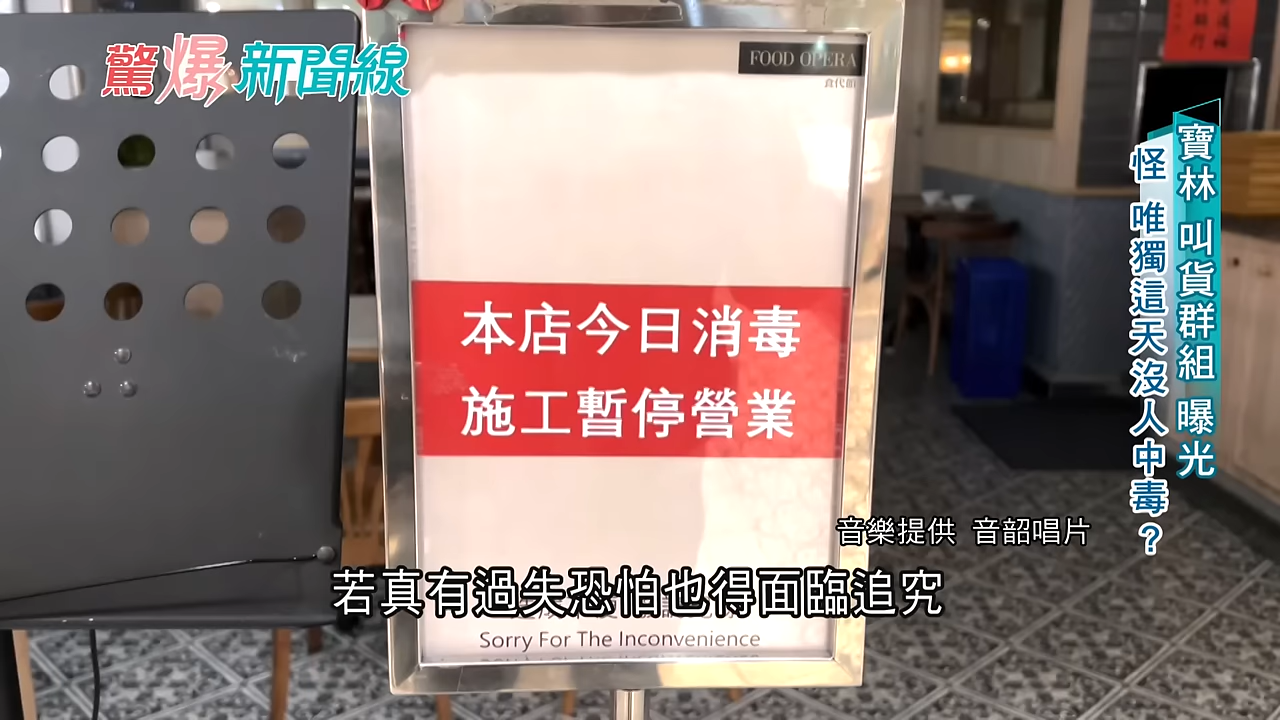 驚爆新聞線
FOOD OPERA
食代館
寶林 叫貨群組 曝光
怪 唯獨這天沒人中毒？
本店今日消毒
施工暫停營業
音樂提供 音韶唱片
若真有過失恐怕也得面臨追究
Sorry For The Inconvenience